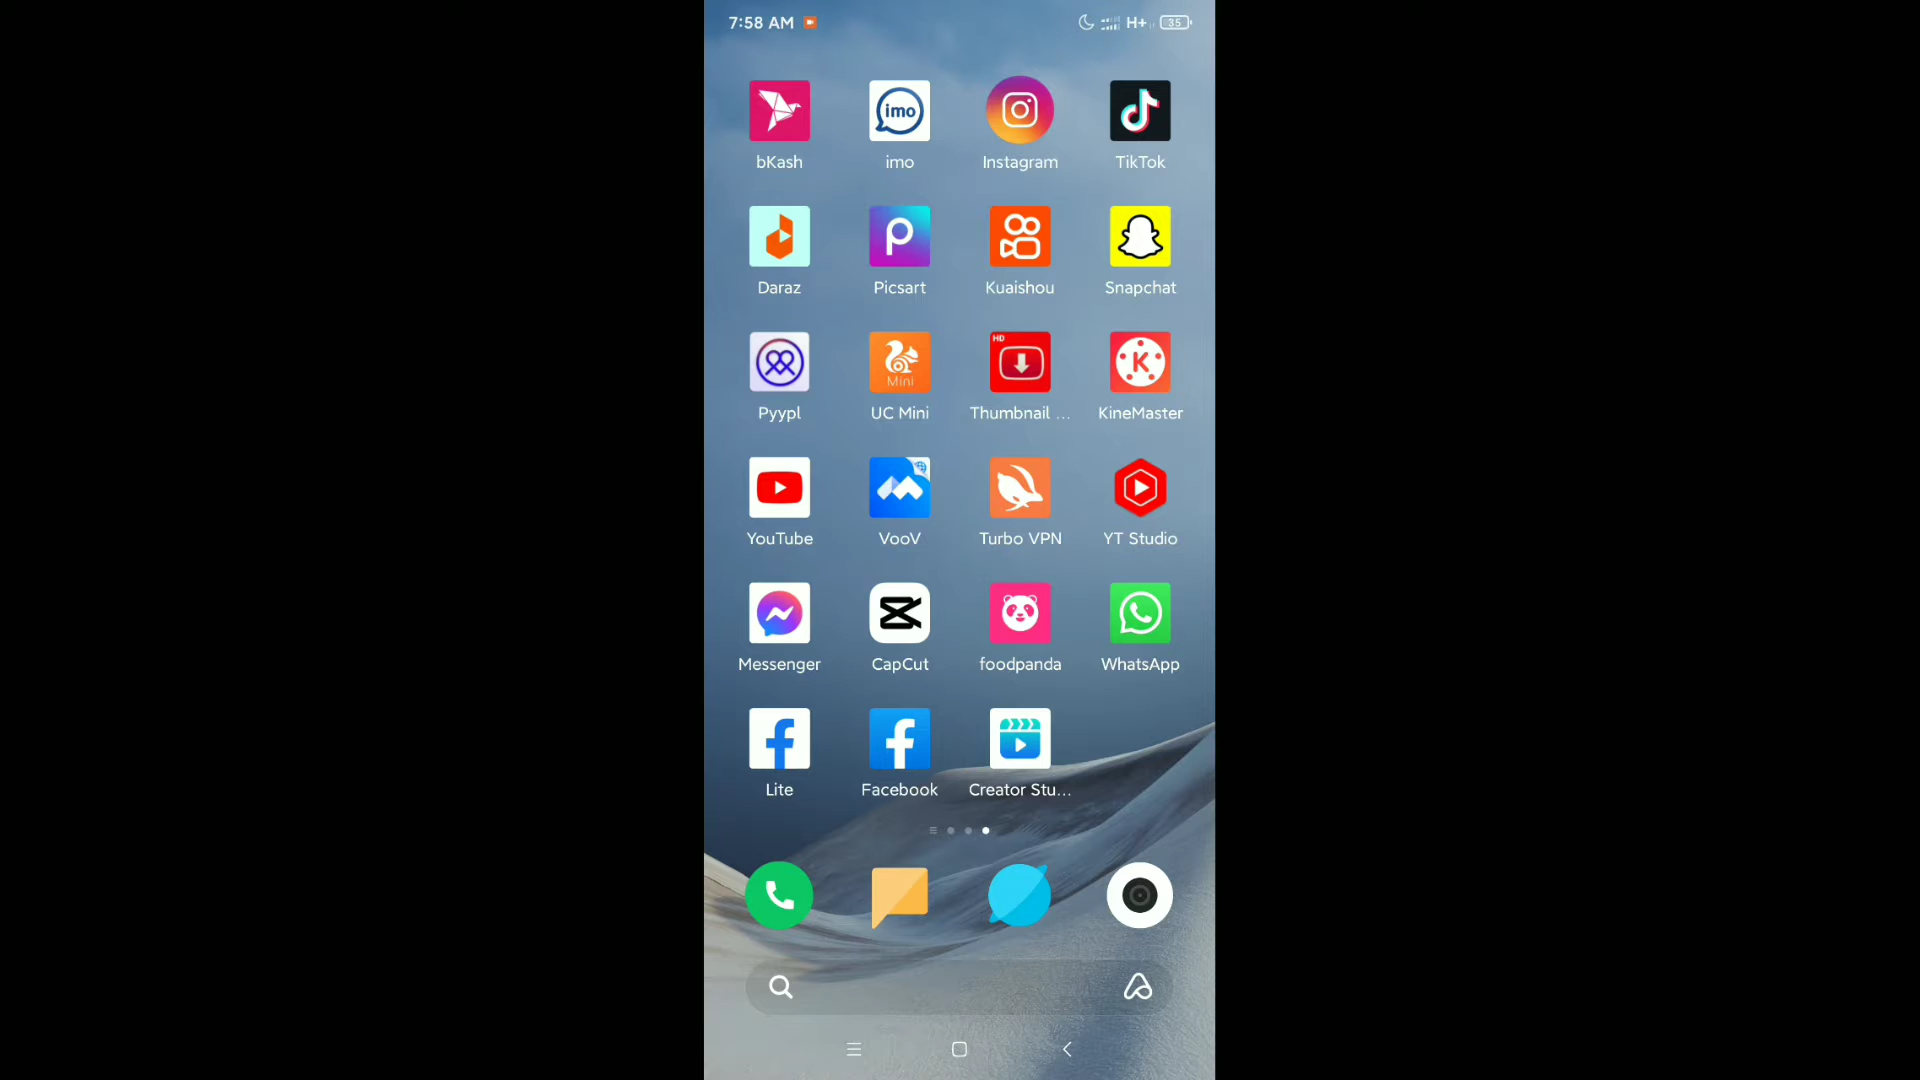 7:58 AM H+ 35
bKash imo Instagram TikTok
Daraz Picsart Kuaishou Snapchat
Pyypl UC Mini Thumbnail ... KineMaster
YouTube VooV Turbo VPN YT Studio
Messenger CapCut foodpanda WhatsApp
Lite Facebook Creator Stu...
imo
Mini
HD